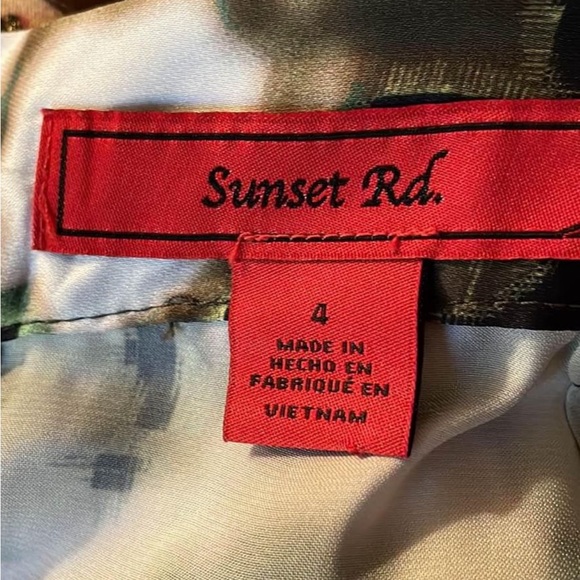 Sunset Rd.
4
MADE IN
HECHO EN
FABRIQUÉ EN
VIETNAM